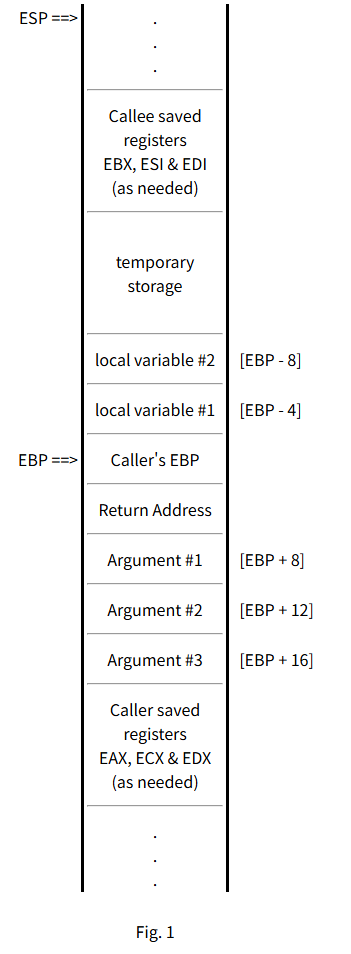 ESP ==>
.
.
.
Callee saved
registers
EBX, ESI & EDI
(as needed)
temporary
storage
local variable #2 [EBP - 8]
local variable #1 [EBP - 4]
EBP ==> Caller's EBP
Return Address
Argument #1 [EBP + 8]
Argument #2 [EBP + 12]
Argument #3 [EBP + 16]
Caller saved
registers
EAX, ECX & EDX
(as needed)
.
.
.
Fig. 1